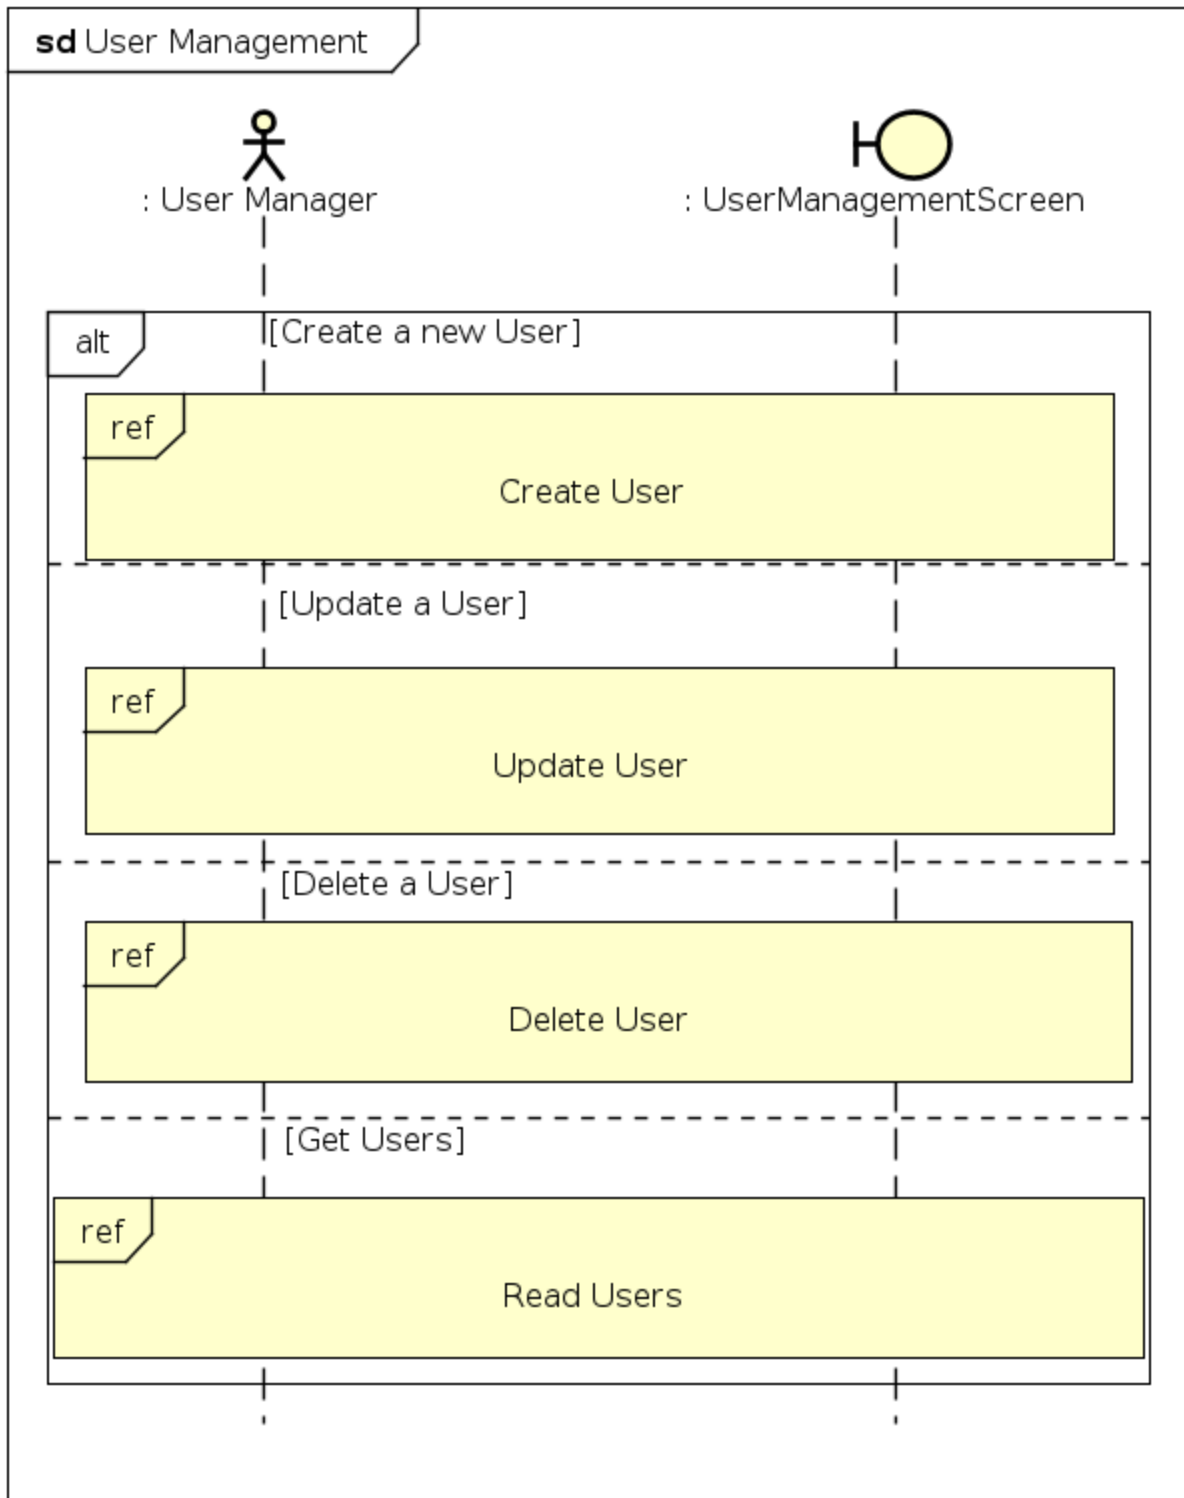 sd User Management
: User Manager
: UserManagementScreen
alt
[Create a new User]
ref
Create User
[Update a User]
ref
Update User
[Delete a User]
ref
Delete User
[Get Users]
ref
Read Users